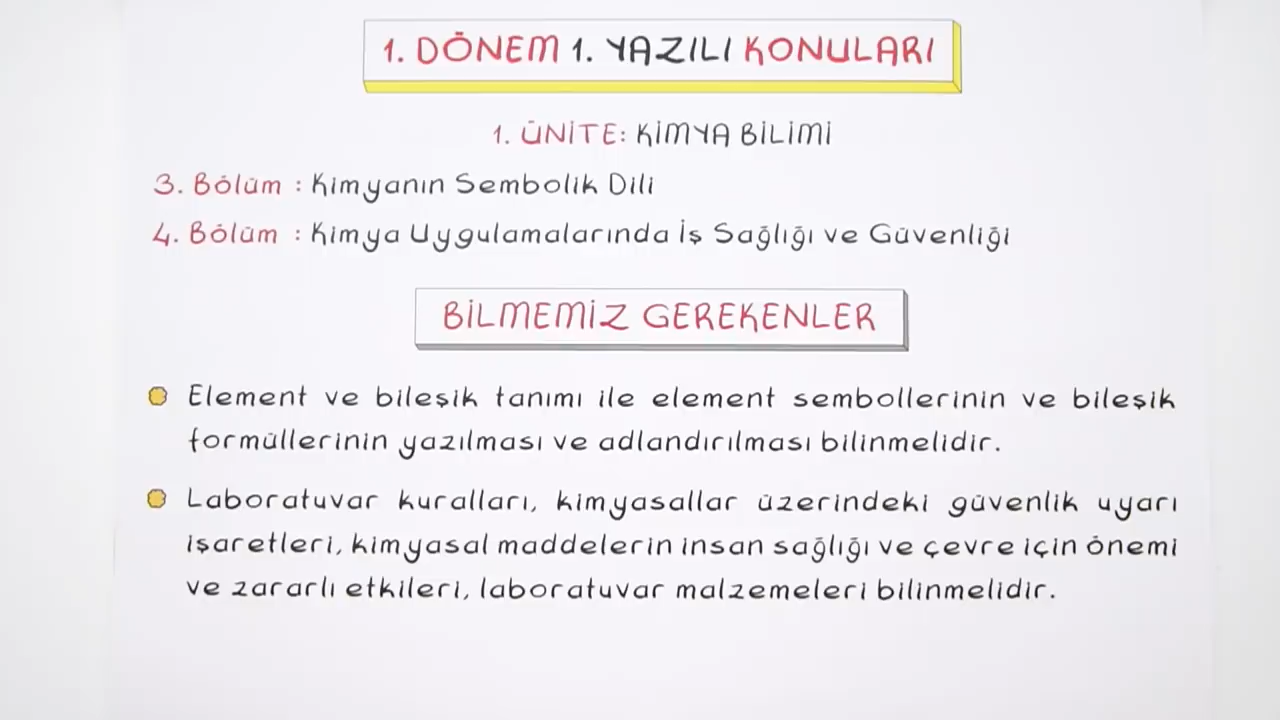 1. DÖNEM 1. YAZILI KONULARI
1. ÜNİTE: KİMYA BİLİMİ
3. Bölüm : Kimyanın Sembolik Dili
4. Bölüm : Kimya Uygulamalarında İş Sağlığı ve Güvenliği
BİLMEMİZ GEREKENLER
Element ve bileşik tanımı ile element sembollerinin ve bileşik
formüllerinin yazılması ve adlandırılması bilinmelidir.
Laboratuvar kuralları, kimyasallar üzerindeki güvenlik uyarı
işaretleri, kimyasal maddelerin insan sağlığı ve çevre için önemi
ve zararlı etkileri, laboratuvar malzemeleri bilinmelidir.